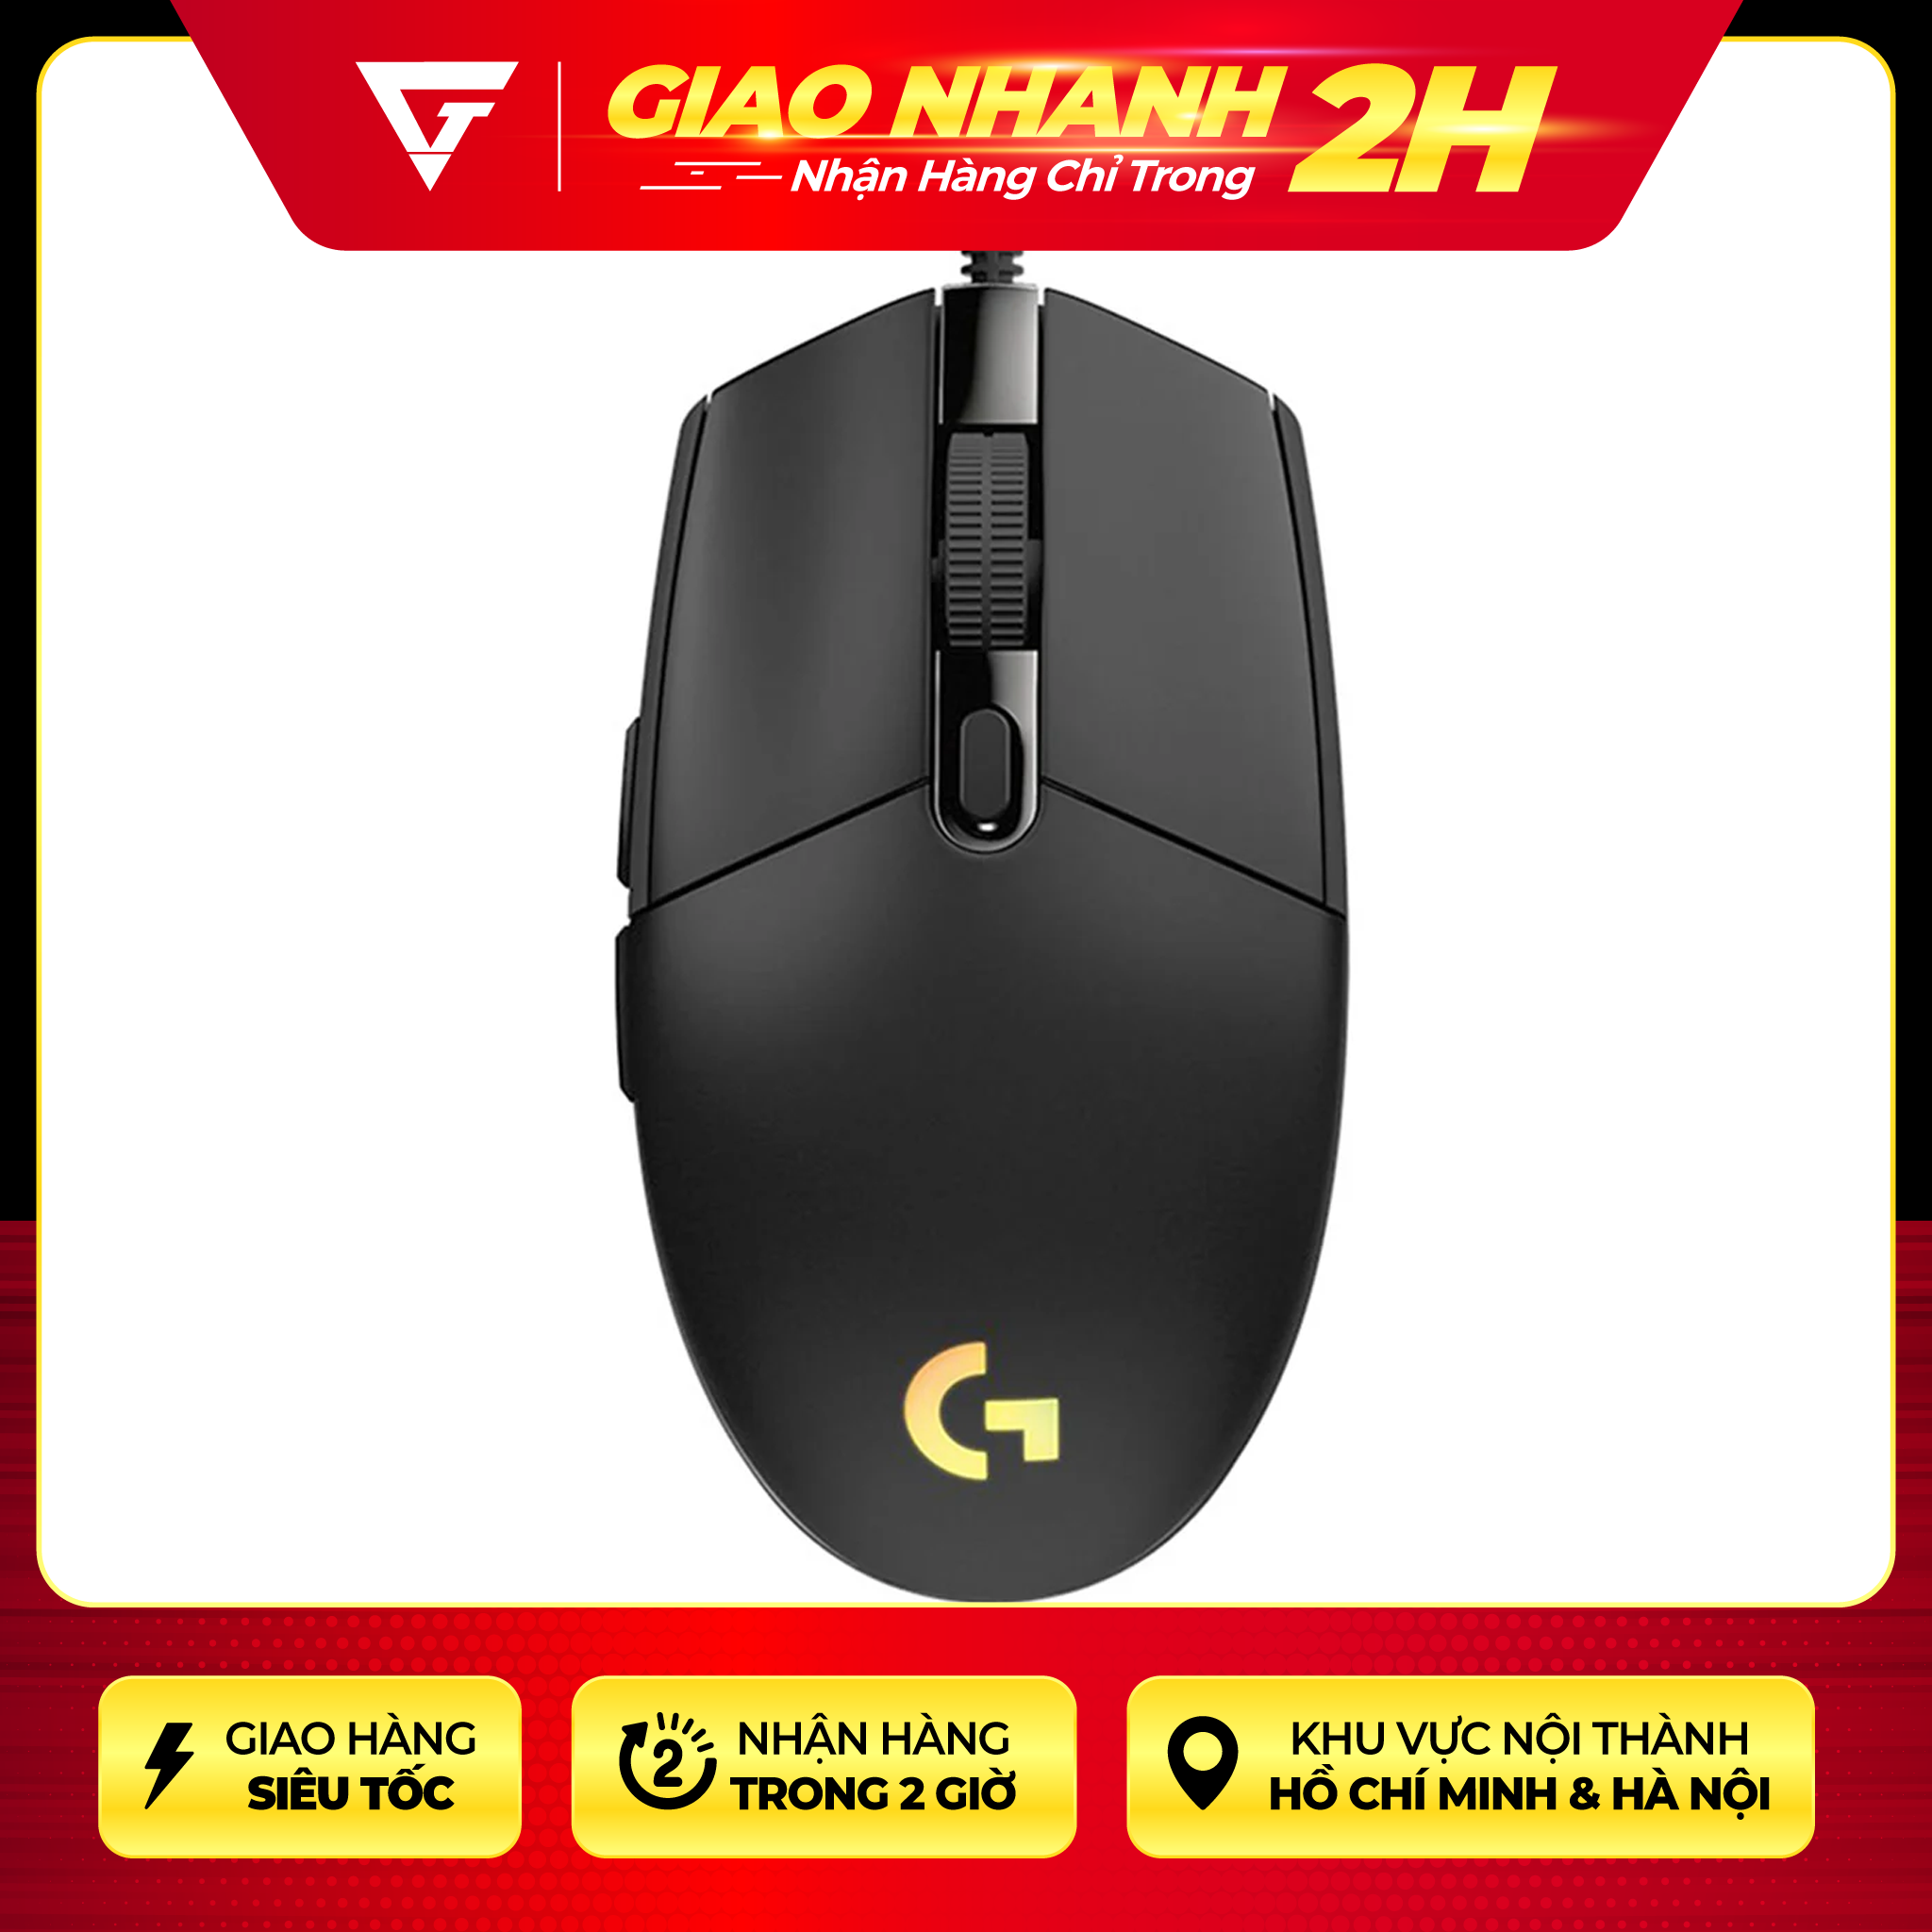 GIAO NHANH 2H
Nhận Hàng Chỉ Trong
G
GIAO HÀNG
SIÊU TỐC
2 NHẬN HÀNG
TRONG 2 GIỜ
KHU VỰC NỘI THÀNH
HỒ CHÍ MINH & HÀ NỘI